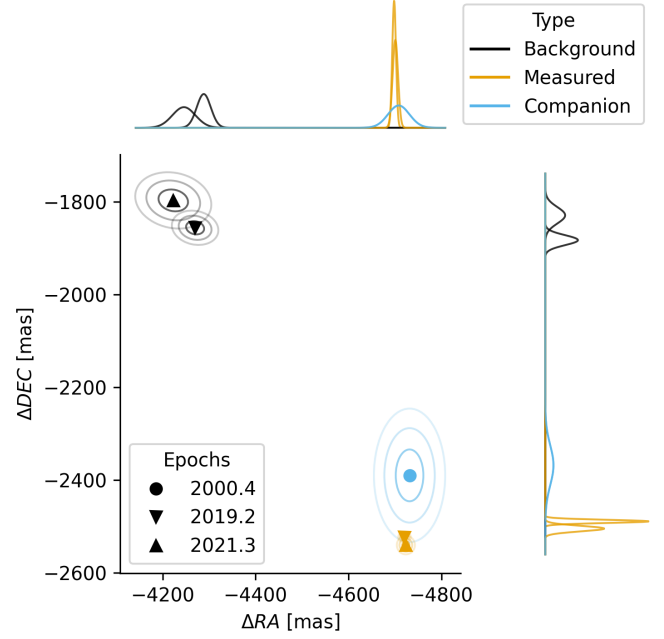 Type
Background
Measured
Companion
−1800
−2000
−2200
−2400
−2600
ΔDEC [mas]
Epochs
2000.4
2019.2
2021.3
−4200 −4400 −4600 −4800
ΔRA [mas]